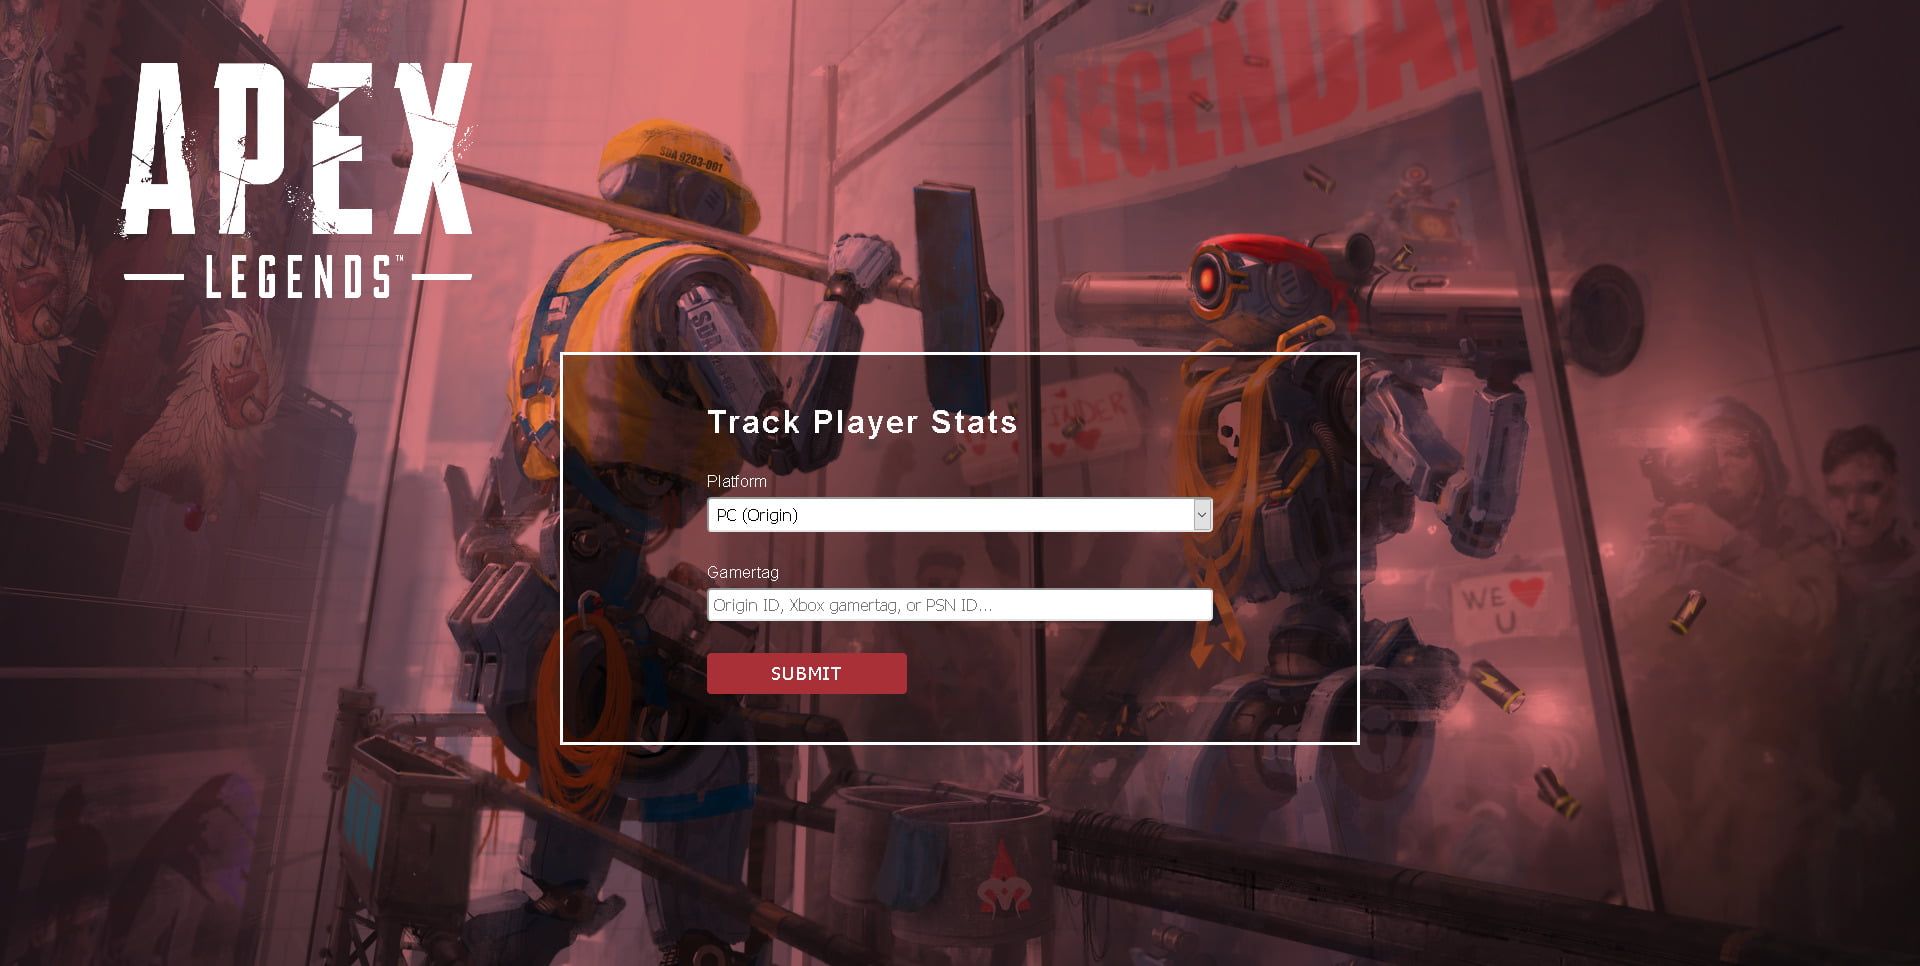 APEX
LEGENDS™
SDA 9283-001
LEGENDA
SDA
Track Player Stats
Platform
PC (Origin)
Gamertag
Origin ID, Xbox gamertag, or PSN ID...
WE ♥
U
SUBMIT